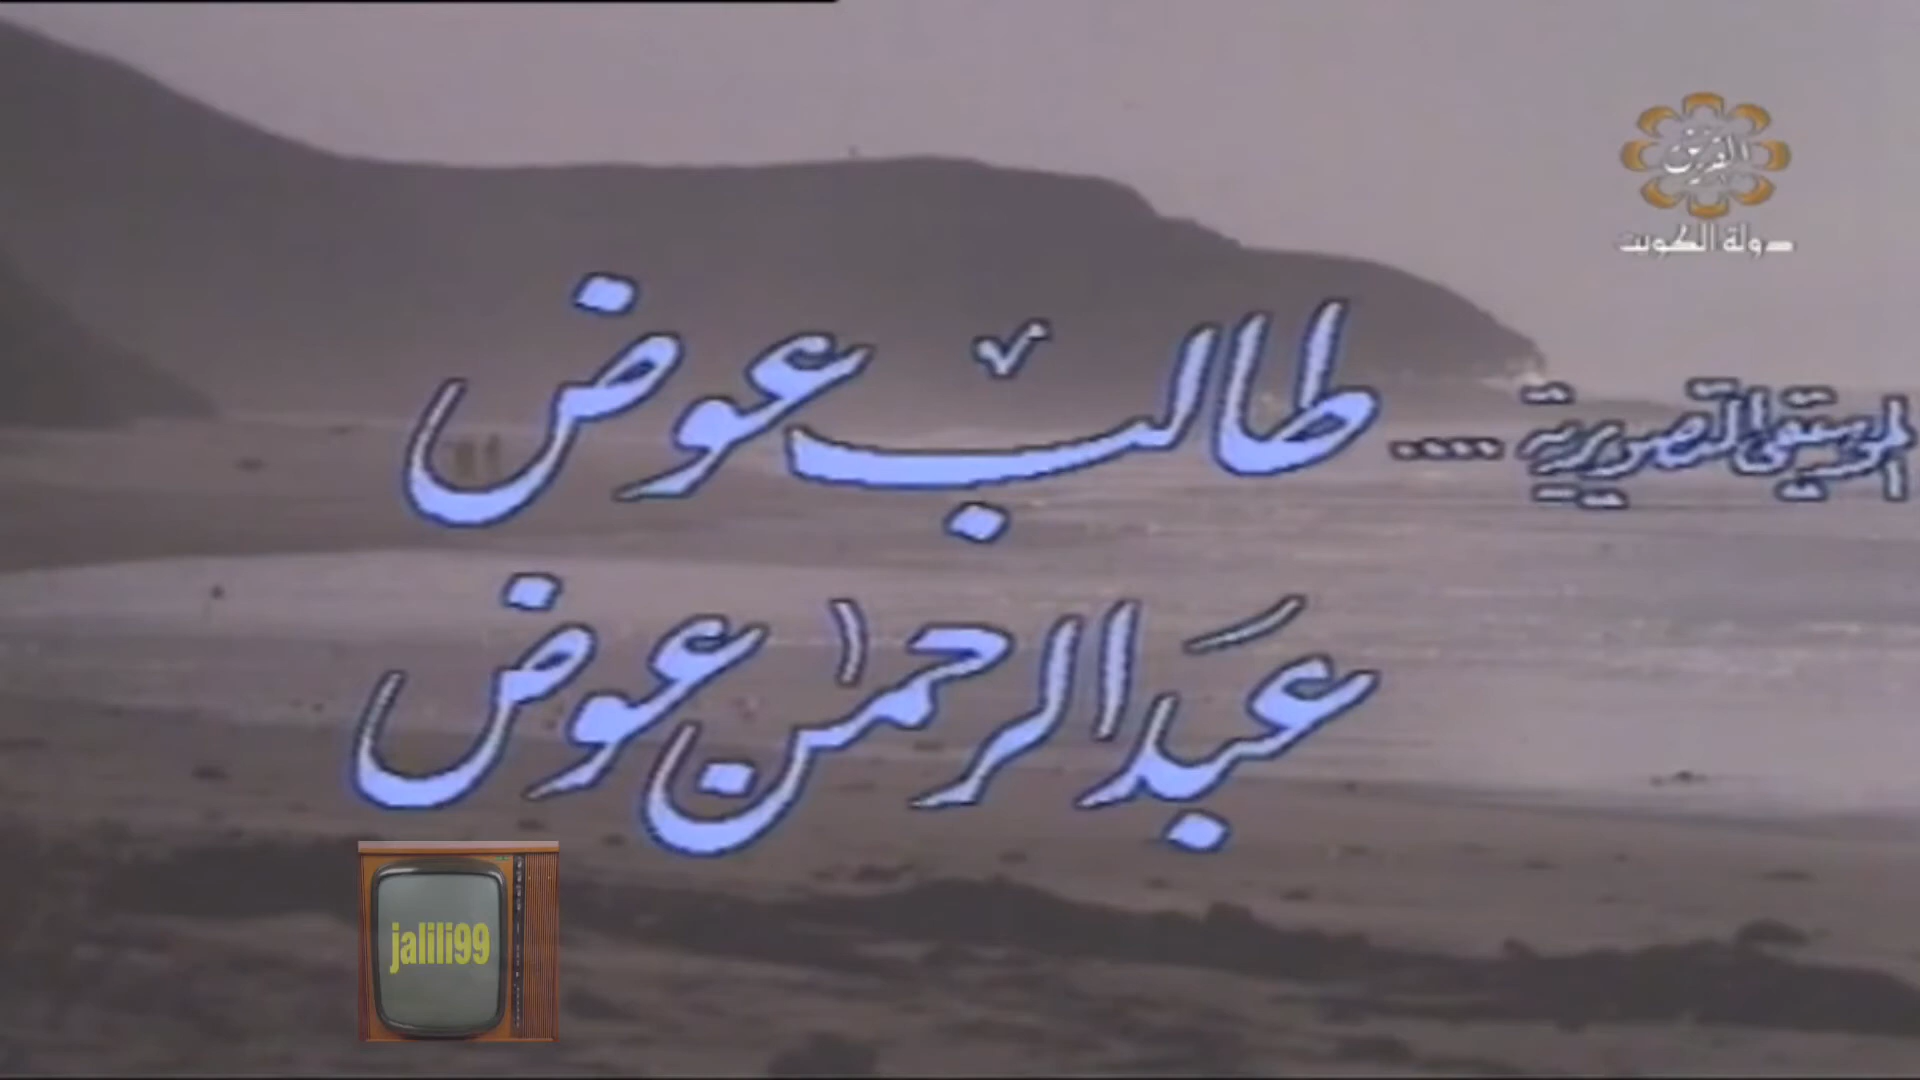 القرين
دولة الكويت
الموسيقى التصويرية .... طالب عوض
عبد الرحمن عوض
jalili99